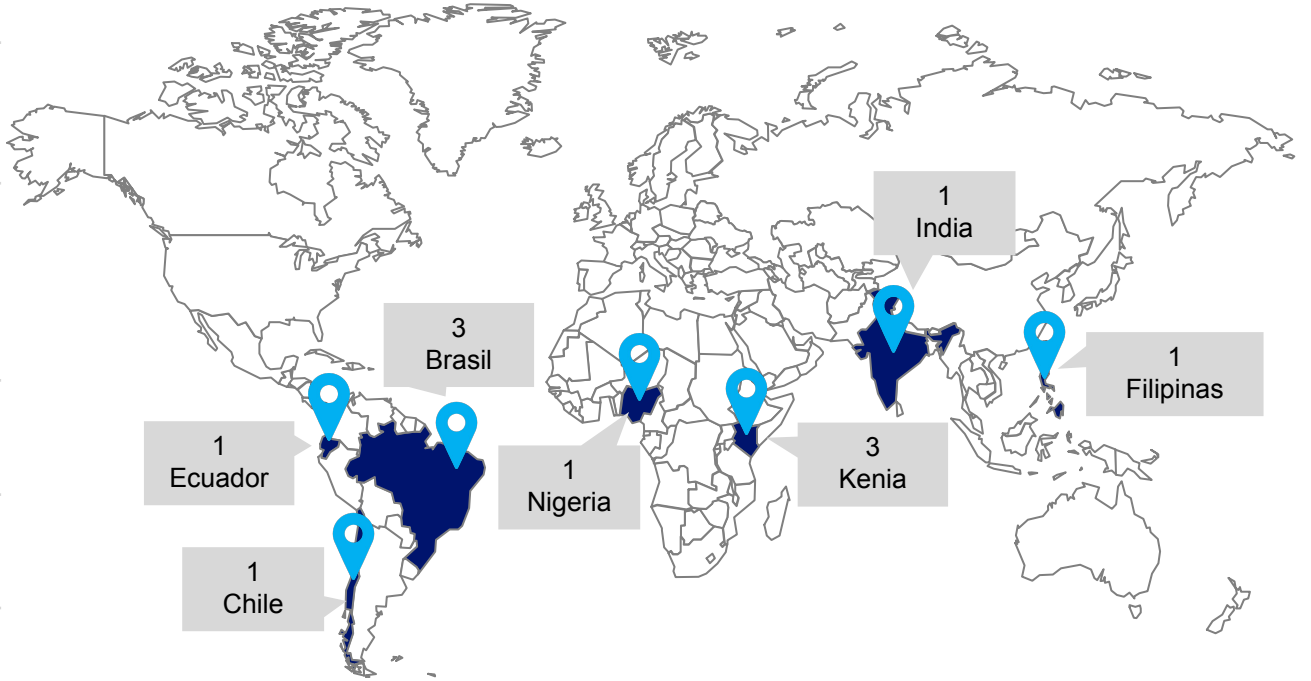 1
India
3
Brasil
1
Filipinas
1
Ecuador
1
Nigeria
3
Kenia
1
Chile